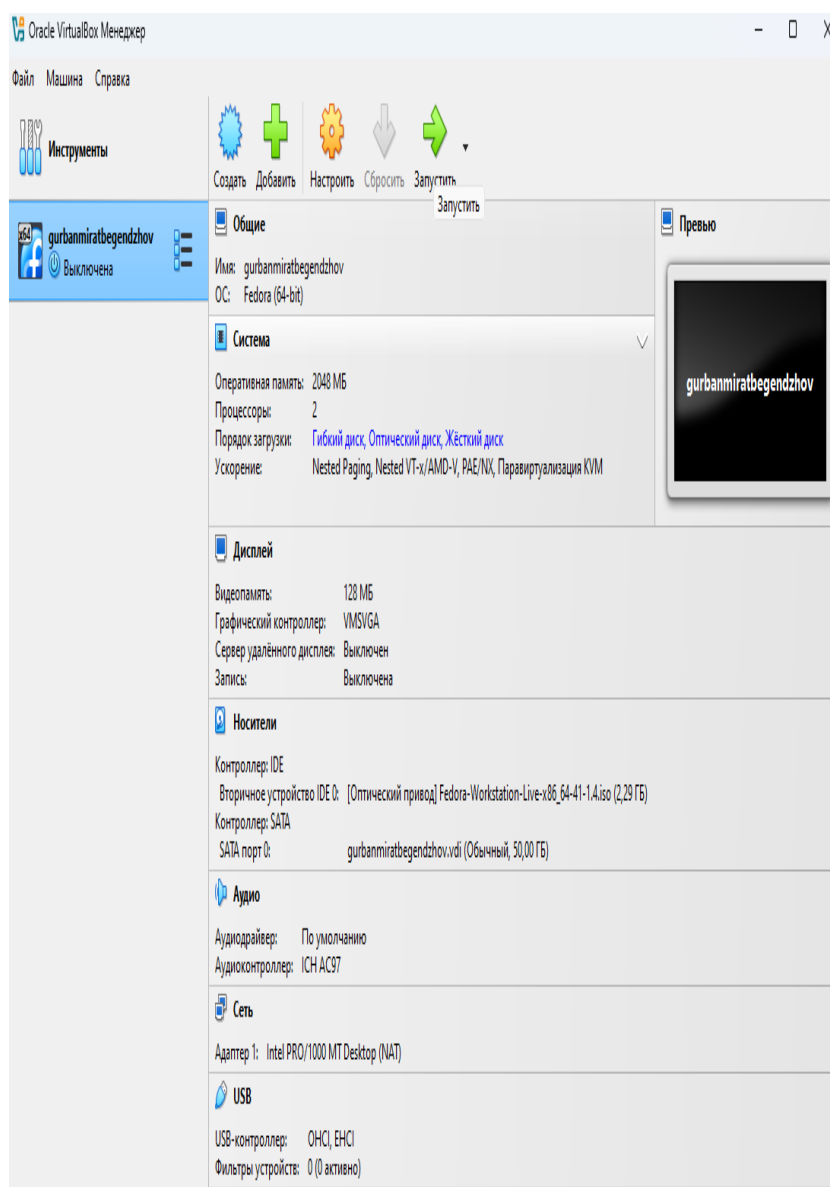 Oracle VirtualBox Менеджер
Файл Машина Справка
Инструменты
Создать Добавить Настроить Сбросить Запустить
Запустить
x64
gurbanmiratbegendzhov
Выключена
Общие
Имя: gurbanmiratbegendzhov
ОС: Fedora (64-bit)
Превью
gurbanmiratbegendzhov
Система
Оперативная память: 2048 МБ
Процессоры: 2
Порядок загрузки: Гибкий диск, Оптический диск, Жёсткий диск
Ускорение: Nested Paging, Nested VT-x/AMD-V, PAE/NX, Паравиртуализация KVM
Дисплей
Видеопамять: 128 МБ
Графический контроллер: VMSVGA
Сервер удалённого дисплея: Выключен
Запись: Выключена
Носители
Контроллер: IDE
Вторичное устройство IDE 0: [Оптический привод] Fedora-Workstation-Live-x86_64-41-1.4.iso (2,29 ГБ)
Контроллер: SATA
SATA порт 0: gurbanmiratbegendzhov.vdi (Обычный, 50,00 ГБ)
Аудио
Аудиодрайвер: По умолчанию
Аудиоконтроллер: ICH AC97
Сеть
Адаптер 1: Intel PRO/1000 MT Desktop (NAT)
USB
USB-контроллер: OHCI, EHCI
Фильтры устройств: 0 (0 активно)